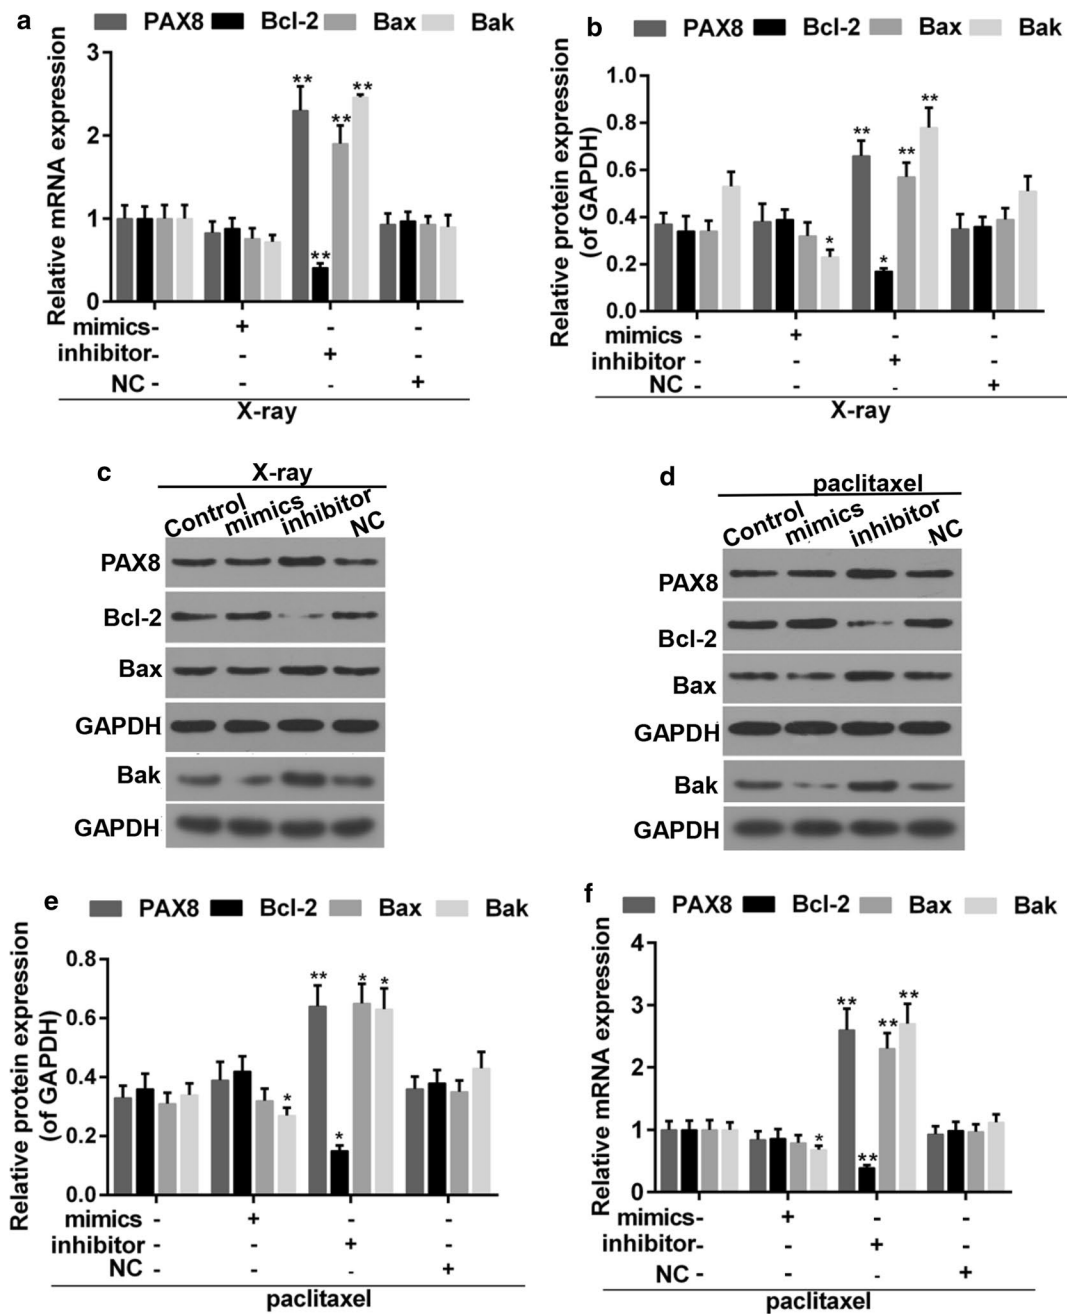 a
PAX8 Bcl-2 Bax Bak
Relative mRNA expression
3
2
1
0
** ** ** **
mimics- + - -
inhibitor- - + -
NC - - - +
X-ray
b
PAX8 Bcl-2 Bax Bak
Relative protein expression
(of GAPDH)
1.0
0.8
0.6
0.4
0.2
0.0
* ** * ** **
mimics - + - -
inhibitor - - + -
NC - - - +
X-ray
c
X-ray
Control mimics inhibitor NC
PAX8
Bcl-2
Bax
GAPDH
Bak
GAPDH
d
paclitaxel
Control mimics inhibitor NC
PAX8
Bcl-2
Bax
GAPDH
Bak
GAPDH
e
PAX8 Bcl-2 Bax Bak
Relative protein expression
(of GAPDH)
0.8
0.6
0.4
0.2
0.0
* ** * * *
mimics - + - -
inhibitor - - + -
NC - - - +
paclitaxel
f
PAX8 Bcl-2 Bax Bak
Relative mRNA expression
4
3
2
1
0
* ** ** ** **
mimics- + - -
inhibitor- - + -
NC - - - +
paclitaxel